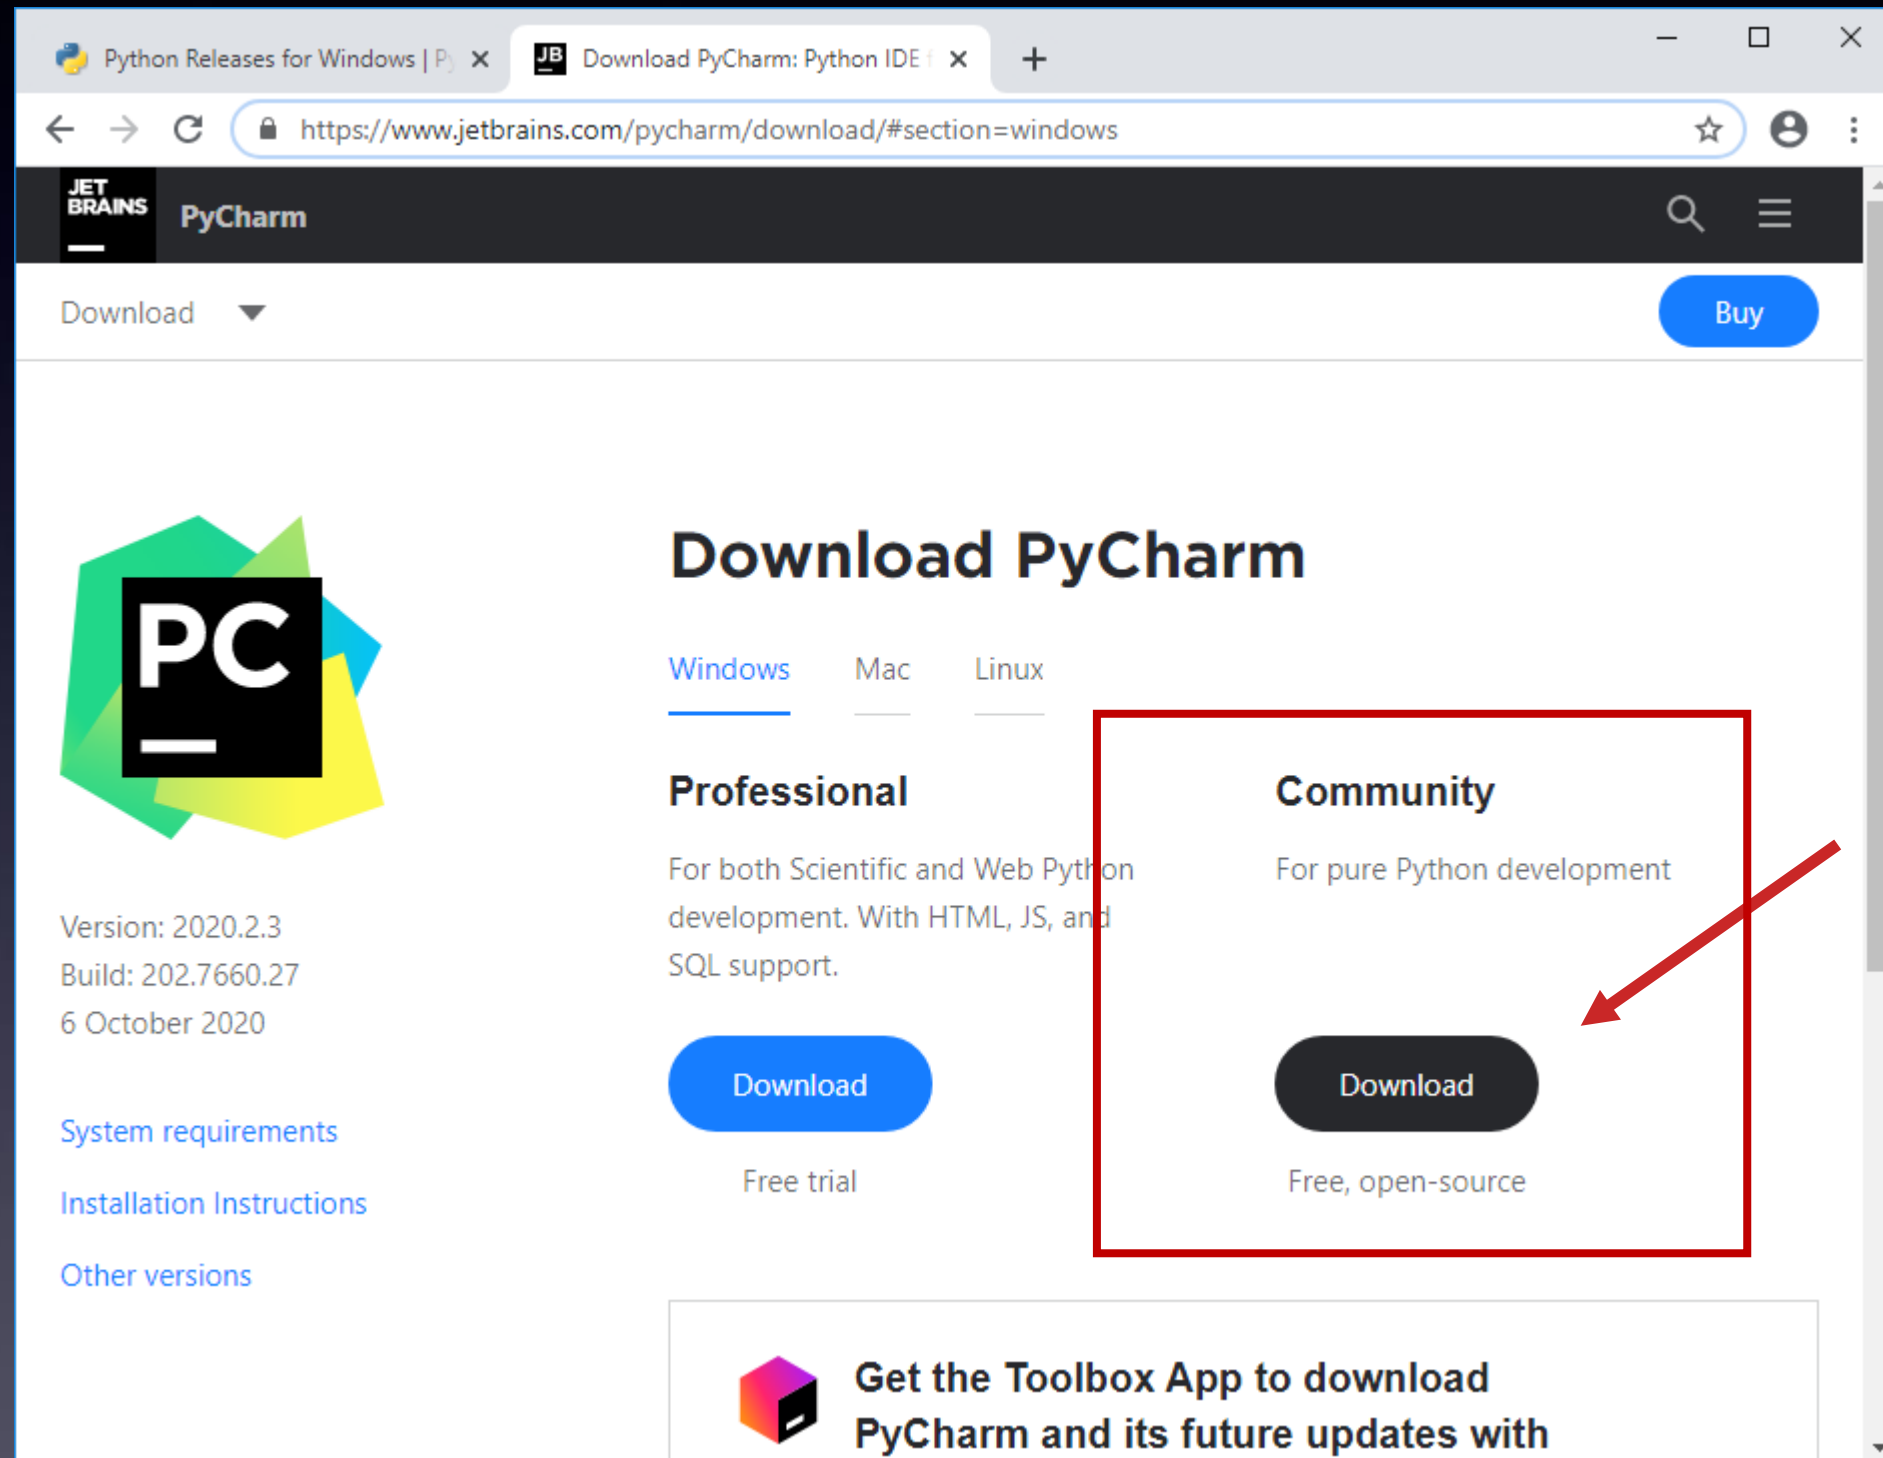 Python Releases for Windows | Py
JB
Download PyCharm: Python IDE f
https://www.jetbrains.com/pycharm/download/#section=windows
JET
BRAINS
PyCharm
Download
Buy
PC
Download PyCharm
Windows
Mac
Linux
Professional
For both Scientific and Web Python
development. With HTML, JS, and
SQL support.
Download
Free trial
Community
For pure Python development
Download
Free, open-source
Version: 2020.2.3
Build: 202.7660.27
6 October 2020
System requirements
Installation Instructions
Other versions
Get the Toolbox App to download
PyCharm and its future updates with